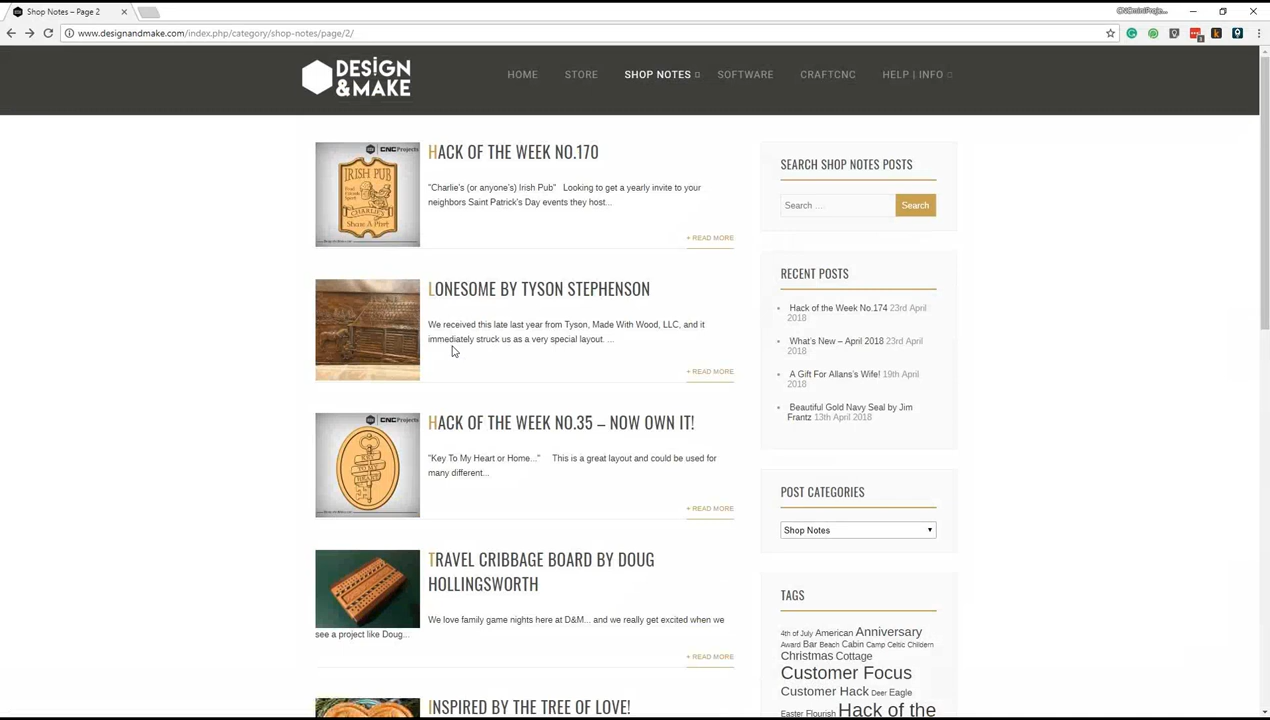 Shop Notes – Page 2
www.designandmake.com/index.php/category/shop-notes/page/2/
DESIGN
&MAKE
HOME
STORE
SHOP NOTES
SOFTWARE
CRAFTCNC
HELP | INFO
CNC Projects
IRISH PUB
CHARLIE'S
Share A Pint
HACK OF THE WEEK NO.170
"Charlie's (or anyone's) Irish Pub" Looking to get a yearly invite to your
neighbors Saint Patrick's Day events they host...
+ READ MORE
LONESOME BY TYSON STEPHENSON
We received this late last year from Tyson, Made With Wood, LLC, and it
immediately struck us as a very special layout. ...
+ READ MORE
CNC Projects
KEY
TO MY
HEART
HACK OF THE WEEK NO.35 – NOW OWN IT!
"Key To My Heart or Home..." This is a great layout and could be used for
many different...
+ READ MORE
TRAVEL CRIBBAGE BOARD BY DOUG
HOLLINGSWORTH
We love family game nights here at D&M... and we really get excited when we
see a project like Doug...
+ READ MORE
INSPIRED BY THE TREE OF LOVE!
SEARCH SHOP NOTES POSTS
Search ...
Search
RECENT POSTS
Hack of the Week No.174 23rd April
2018
What's New – April 2018 23rd April
2018
A Gift For Allans's Wife! 19th April
2018
Beautiful Gold Navy Seal by Jim
Frantz 13th April 2018
POST CATEGORIES
Shop Notes
TAGS
4th of July American Anniversary
Award Bar Beach Cabin Camp Celtic Childern
Christmas Cottage
Customer Focus
Customer Hack Deer Eagle
Easter Flourish Hack of the